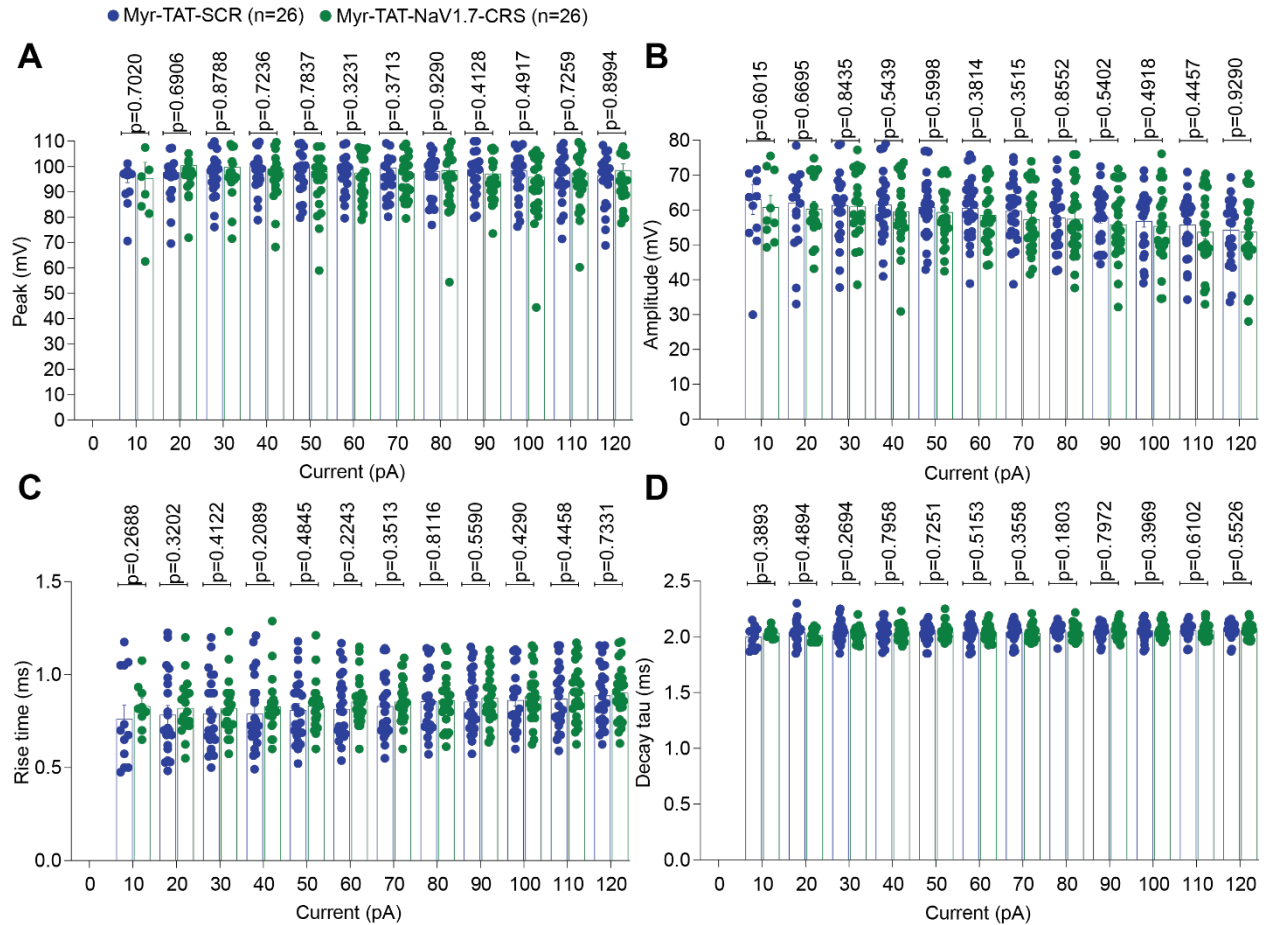 Myr-TAT-SCR (n=26) Myr-TAT-NaV1.7-CRS (n=26)
A
p=0.7020 p=0.6906 p=0.8788 p=0.7236 p=0.7837 p=0.3231 p=0.3713 p=0.9290 p=0.4128 p=0.4917 p=0.7259 p=0.8994
Peak (mV)
110
100
90
80
70
60
50
40
30
20
10
0
0 10 20 30 40 50 60 70 80 90 100 110 120
Current (pA)
B
p=0.6015 p=0.6695 p=0.8435 p=0.5439 p=0.5998 p=0.3814 p=0.3515 p=0.8552 p=0.5402 p=0.4918 p=0.4457 p=0.9290
Amplitude (mV)
80
70
60
50
40
30
20
10
0
0 10 20 30 40 50 60 70 80 90 100 110 120
Current (pA)
C
p=0.2688 p=0.3202 p=0.4122 p=0.2089 p=0.4845 p=0.2243 p=0.3513 p=0.8116 p=0.5590 p=0.4290 p=0.4458 p=0.7331
Rise time (ms)
1.5
1.0
0.5
0.0
0 10 20 30 40 50 60 70 80 90 100 110 120
Current (pA)
D
p=0.3893 p=0.4894 p=0.2694 p=0.7958 p=0.7251 p=0.5153 p=0.3558 p=0.1803 p=0.7972 p=0.3969 p=0.6102 p=0.5526
Decay tau (ms)
2.5
2.0
1.5
1.0
0.5
0.0
0 10 20 30 40 50 60 70 80 90 100 110 120
Current (pA)